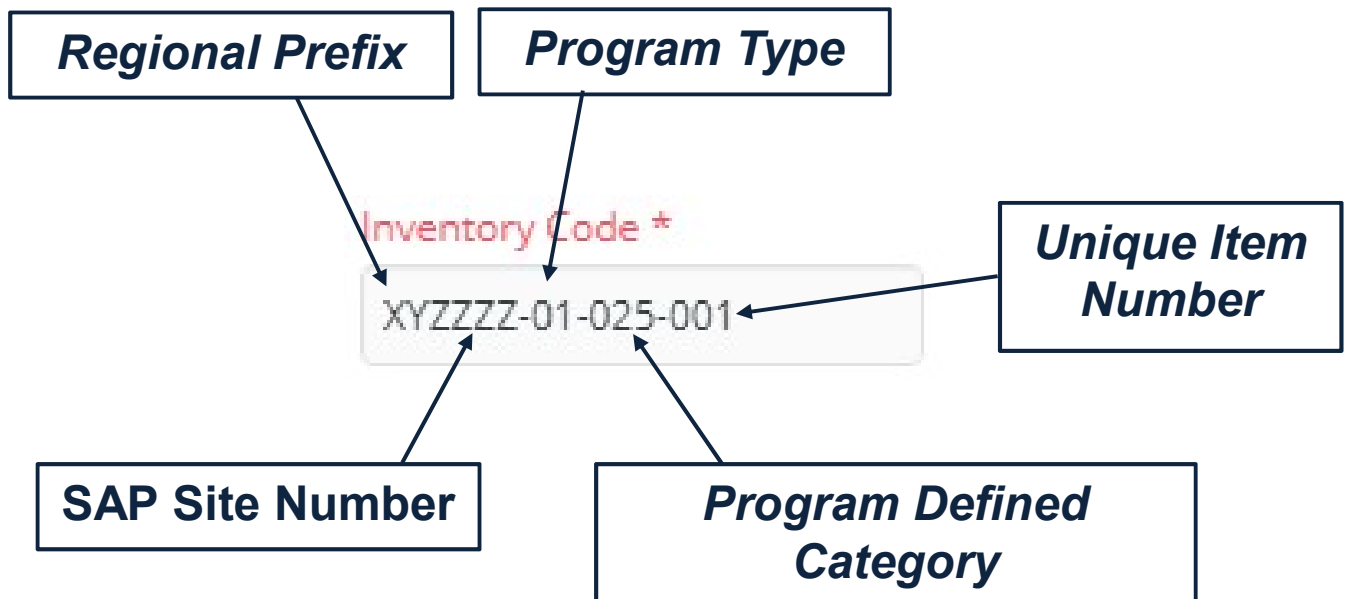 Regional Prefix
Program Type
Inventory Code *
XYZZZZ-01-025-001
Unique Item
Number
SAP Site Number
Program Defined
Category